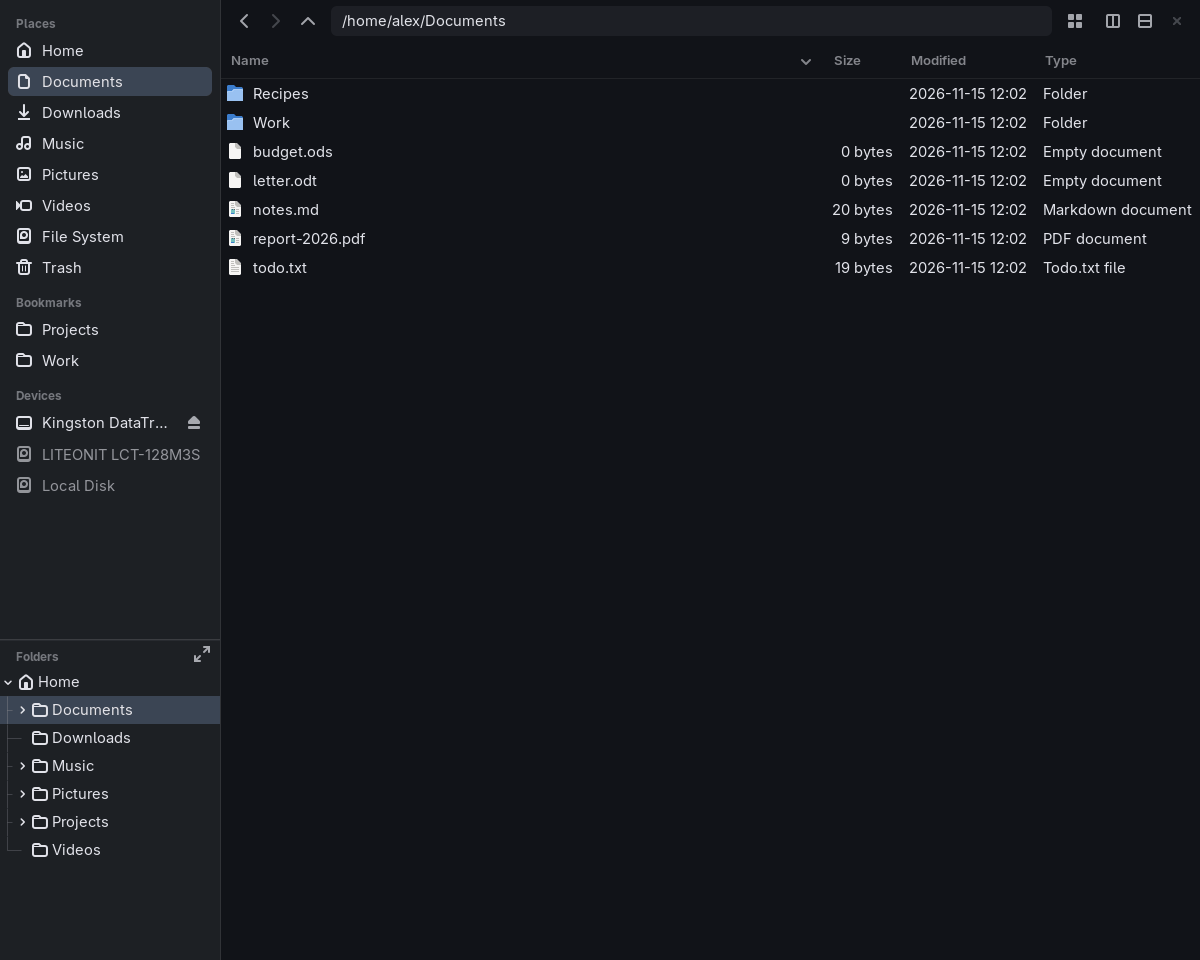 Places
Home
Documents
Downloads
Music
Pictures
Videos
File System
Trash
Bookmarks
Projects
Work
Devices
Kingston DataTr...
LITEONIT LCT-128M3S
Local Disk
Folders
Home
Documents
Downloads
Music
Pictures
Projects
Videos
/home/alex/Documents
Name Size Modified Type
Recipes 2026-11-15 12:02 Folder
Work 2026-11-15 12:02 Folder
budget.ods 0 bytes 2026-11-15 12:02 Empty document
letter.odt 0 bytes 2026-11-15 12:02 Empty document
notes.md 20 bytes 2026-11-15 12:02 Markdown document
report-2026.pdf 9 bytes 2026-11-15 12:02 PDF document
todo.txt 19 bytes 2026-11-15 12:02 Todo.txt file